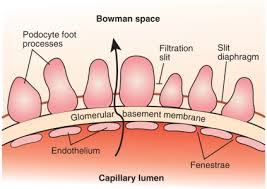 Bowman space
Podocyte foot
processes
Filtration
slit
Slit
diaphragm
Glomerular basement membrane
Endothelium
Fenestrae
Capillary lumen